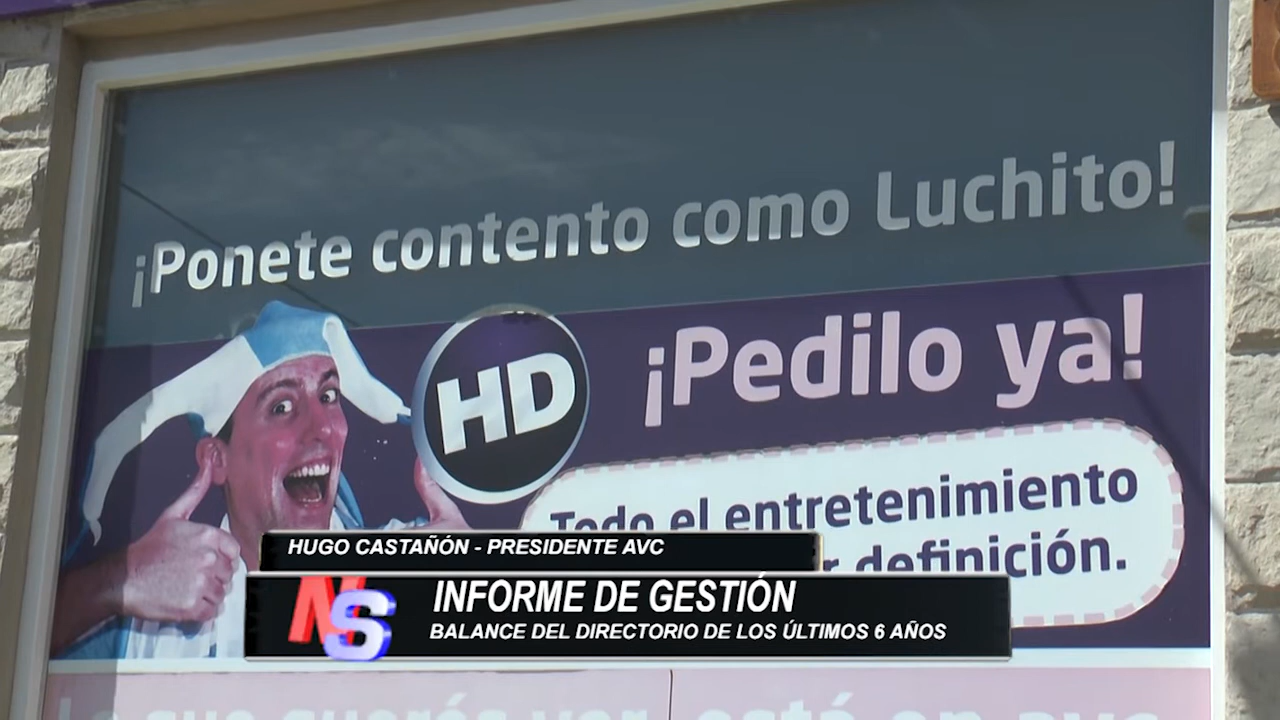 ¡Ponete contento como Luchito!
HD
¡Pedilo ya!
Todo el entretenimiento
definición.
HUGO CASTAÑÓN - PRESIDENTE AVC
NS
INFORME DE GESTIÓN
BALANCE DEL DIRECTORIO DE LOS ÚLTIMOS 6 AÑOS